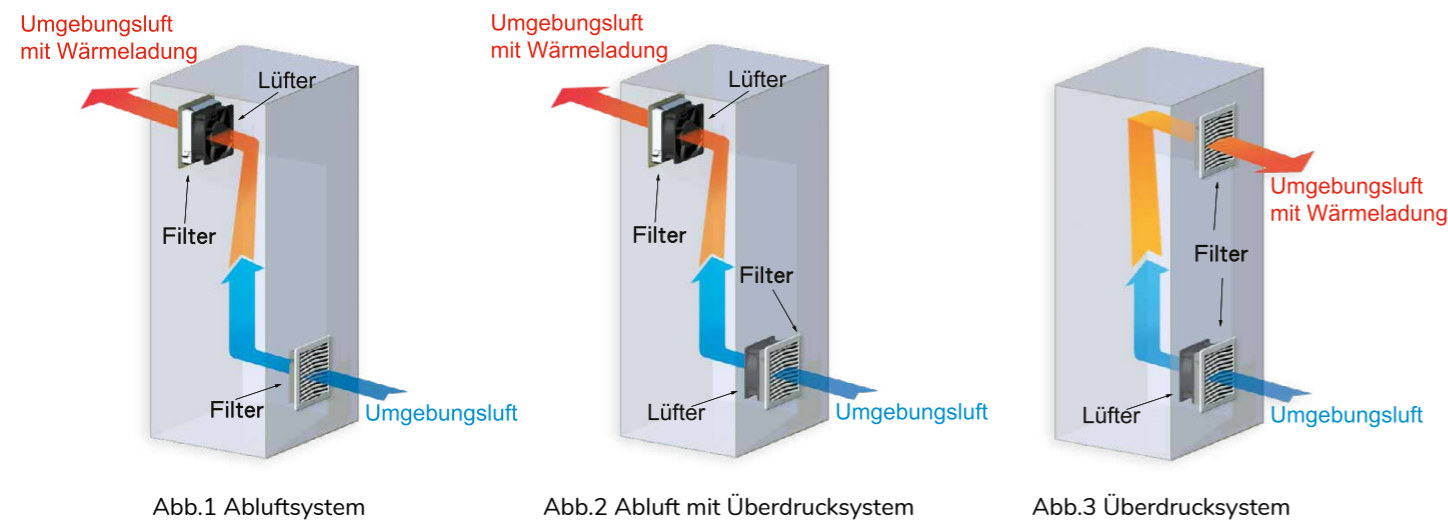 Umgebungsluft
mit Wärmeladung
Lüfter
Filter
Filter
Umgebungsluft
Abb.1 Abluftsystem
Umgebungsluft
mit Wärmeladung
Lüfter
Filter
Filter
Lüfter
Umgebungsluft
Abb.2 Abluft mit Überdrucksystem
Umgebungsluft
mit Wärmeladung
Filter
Lüfter
Umgebungsluft
Abb.3 Überdrucksystem